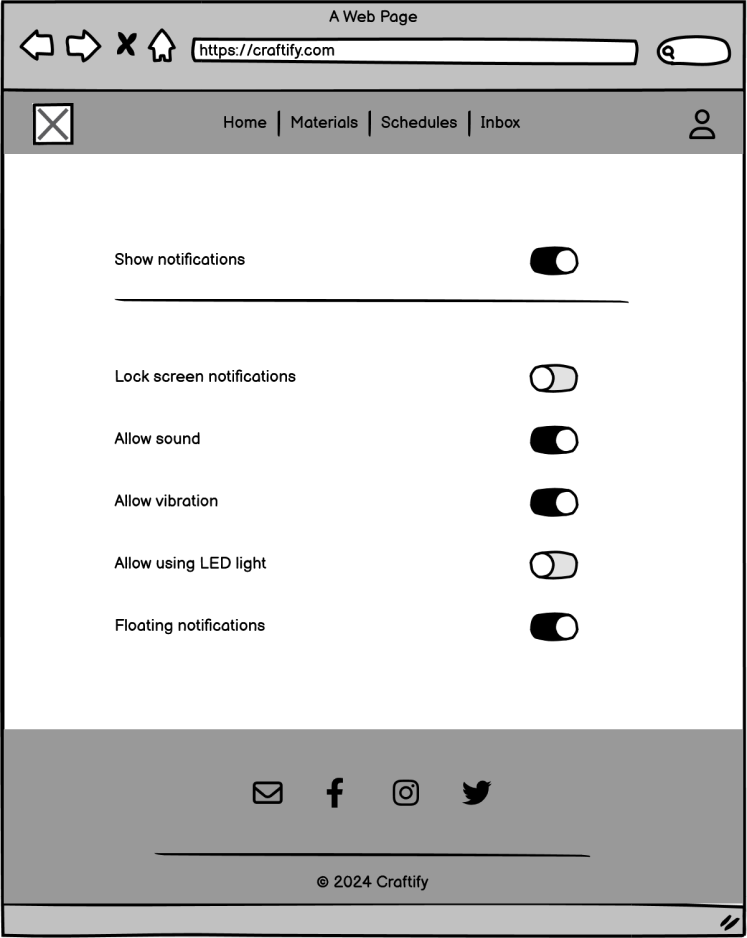 A Web Page
https://craftify.com
Home | Materials | Schedules | Inbox
Show notifications
Lock screen notifications
Allow sound
Allow vibration
Allow using LED light
Floating notifications
© 2024 Craftify